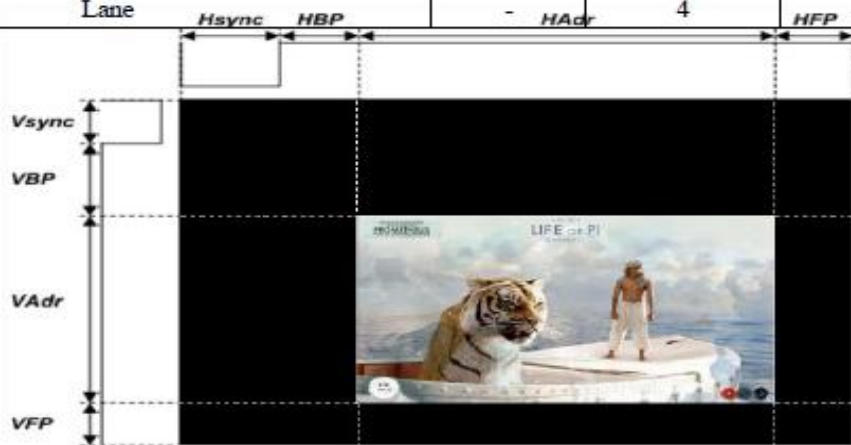 Lane - 4
Hsync HBP HAdr HFP
Vsync
VBP
LIFE OF PI
VAdr
VFP